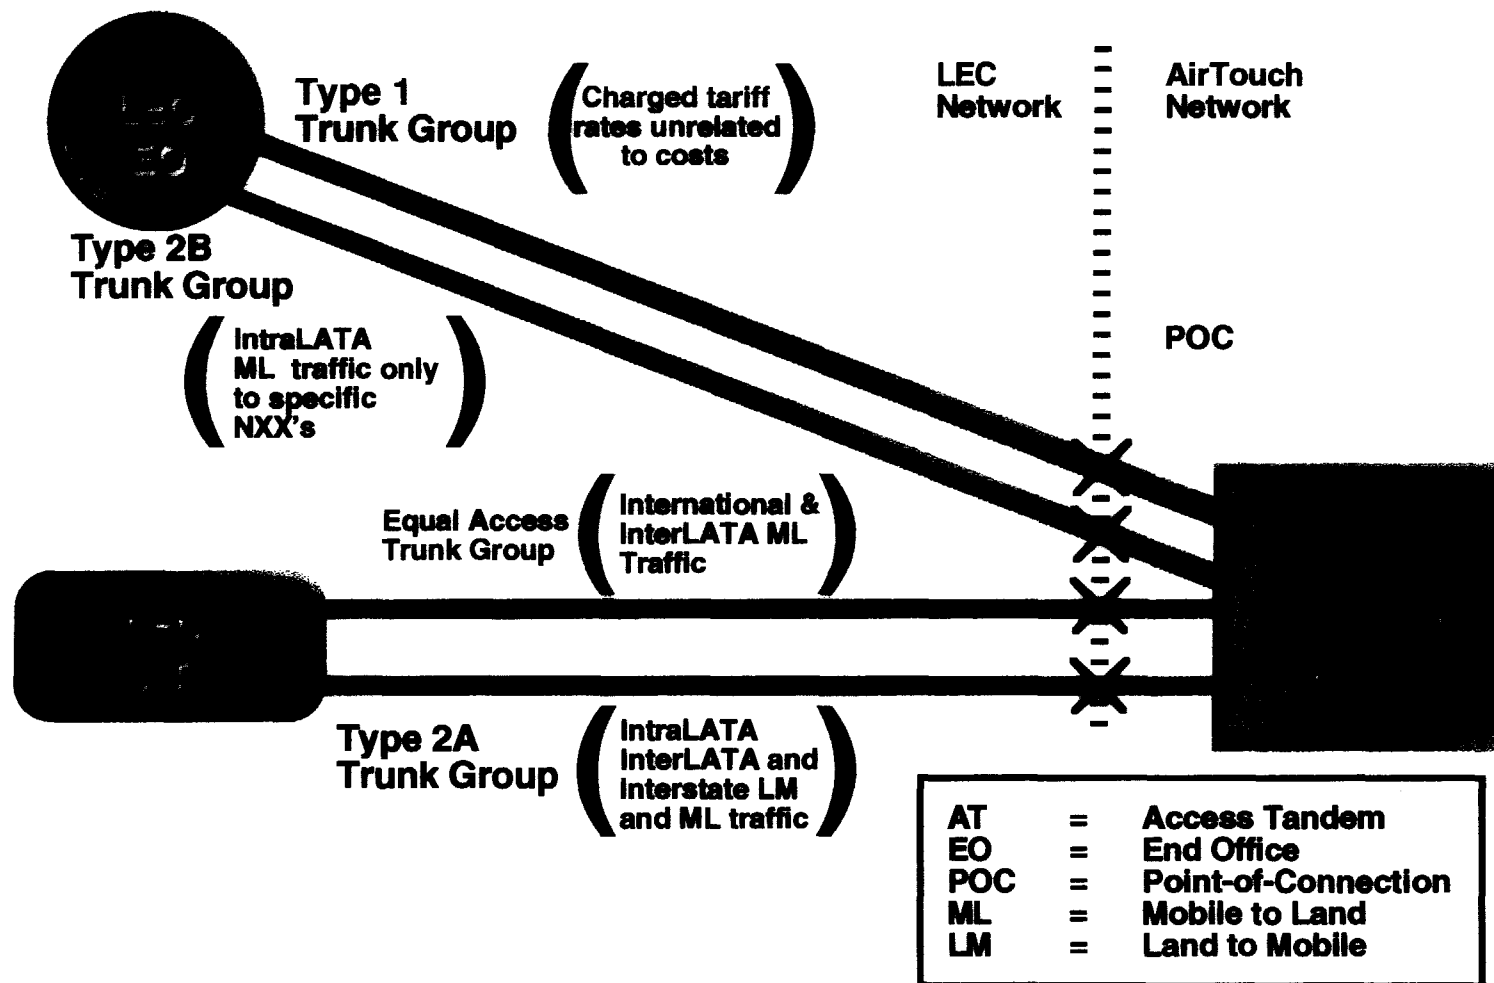 LEC
EO
Type 1
Trunk Group
Charged tariff
rates unrelated
to costs
LEC
Network
AirTouch
Network
Type 2B
Trunk Group
IntraLATA
ML traffic only
to specific
NXX's
POC
Equal Access
Trunk Group
International &
InterLATA ML
Traffic
Type 2A
Trunk Group
IntraLATA
InterLATA and
Interstate LM
and ML traffic
AT = Access Tandem
EO = End Office
POC = Point-of-Connection
ML = Mobile to Land
LM = Land to Mobile